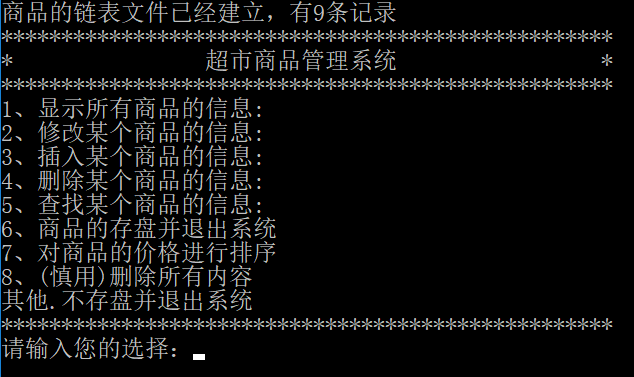 商品的链表文件已经建立，有9条记录
***************************************************
*                超市商品管理系统                 *
***************************************************
1、显示所有商品的信息:
2、修改某个商品的信息:
3、插入某个商品的信息:
4、删除某个商品的信息:
5、查找某个商品的信息:
6、商品的存盘并退出系统
7、对商品的价格进行排序
8、(慎用)删除所有内容
其他.不存盘并退出系统
***************************************************
请输入您的选择：